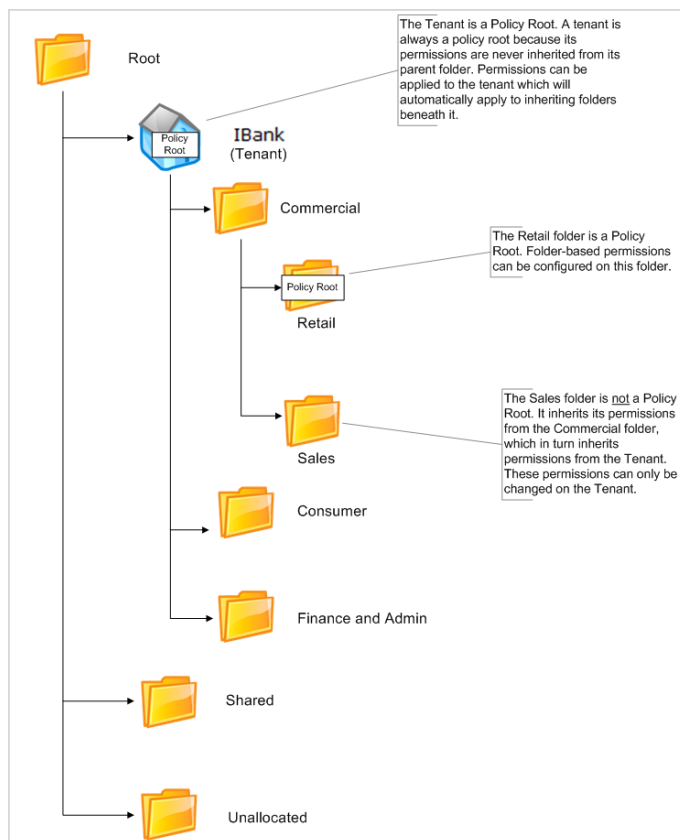 The Tenant is a Policy Root. A tenant is
always a policy root because its
permissions are never inherited from its
parent folder. Permissions can be
applied to the tenant which will
automatically apply to inheriting folders
beneath it.
Root
Policy
Root
IBank
(Tenant)
Commercial
The Retail folder is a Policy
Root. Folder-based permissions
can be configured on this folder.
Policy Root
Retail
The Sales folder is not a Policy
Root. It inherits its permissions
from the Commercial folder,
which in turn inherits
permissions from the Tenant.
These permissions can only be
changed on the Tenant.
Sales
Consumer
Finance and Admin
Shared
Unallocated